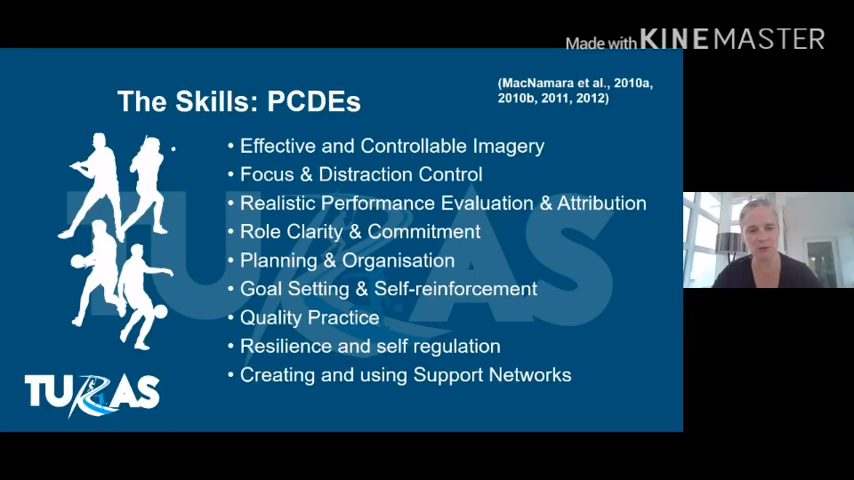 Made with KINEMASTER
(MacNamara et al., 2010a,
2010b, 2011, 2012)
The Skills: PCDEs
• Effective and Controllable Imagery
• Focus & Distraction Control
• Realistic Performance Evaluation & Attribution
• Role Clarity & Commitment
• Planning & Organisation
• Goal Setting & Self-reinforcement
• Quality Practice
• Resilience and self regulation
• Creating and using Support Networks
TURAS
TURAS